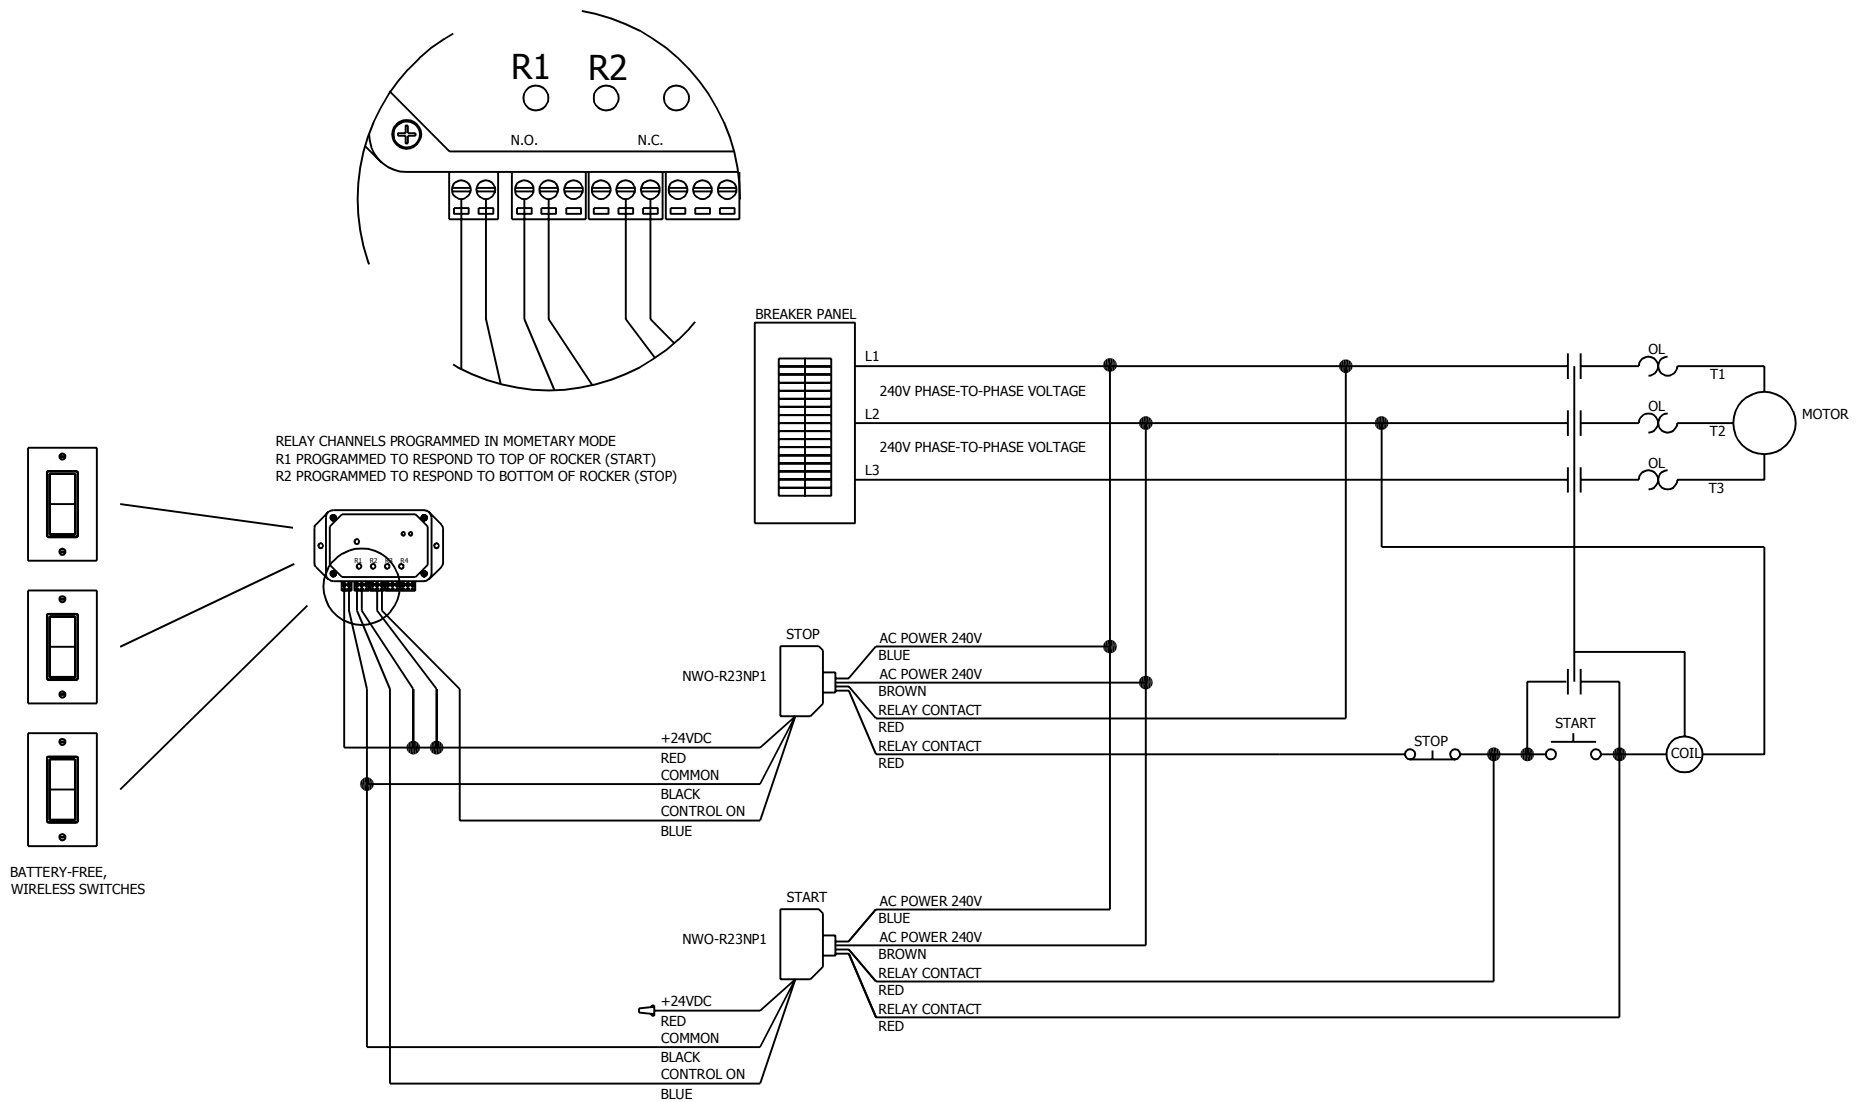 R1
R2
N.O.
N.C.
BREAKER PANEL
L1
240V PHASE-TO-PHASE VOLTAGE
L2
240V PHASE-TO-PHASE VOLTAGE
L3
OL
T1
OL
T2
OL
T3
MOTOR
RELAY CHANNELS PROGRAMMED IN MOMETARY MODE
R1 PROGRAMMED TO RESPOND TO TOP OF ROCKER (START)
R2 PROGRAMMED TO RESPOND TO BOTTOM OF ROCKER (STOP)
R1 R2 R3 R4
BATTERY-FREE,
WIRELESS SWITCHES
STOP
NWO-R23NP1
AC POWER 240V
BLUE
AC POWER 240V
BROWN
RELAY CONTACT
RED
RELAY CONTACT
RED
+24VDC
RED
COMMON
BLACK
CONTROL ON
BLUE
STOP
START
COIL
START
NWO-R23NP1
AC POWER 240V
BLUE
AC POWER 240V
BROWN
RELAY CONTACT
RED
RELAY CONTACT
RED
+24VDC
RED
COMMON
BLACK
CONTROL ON
BLUE